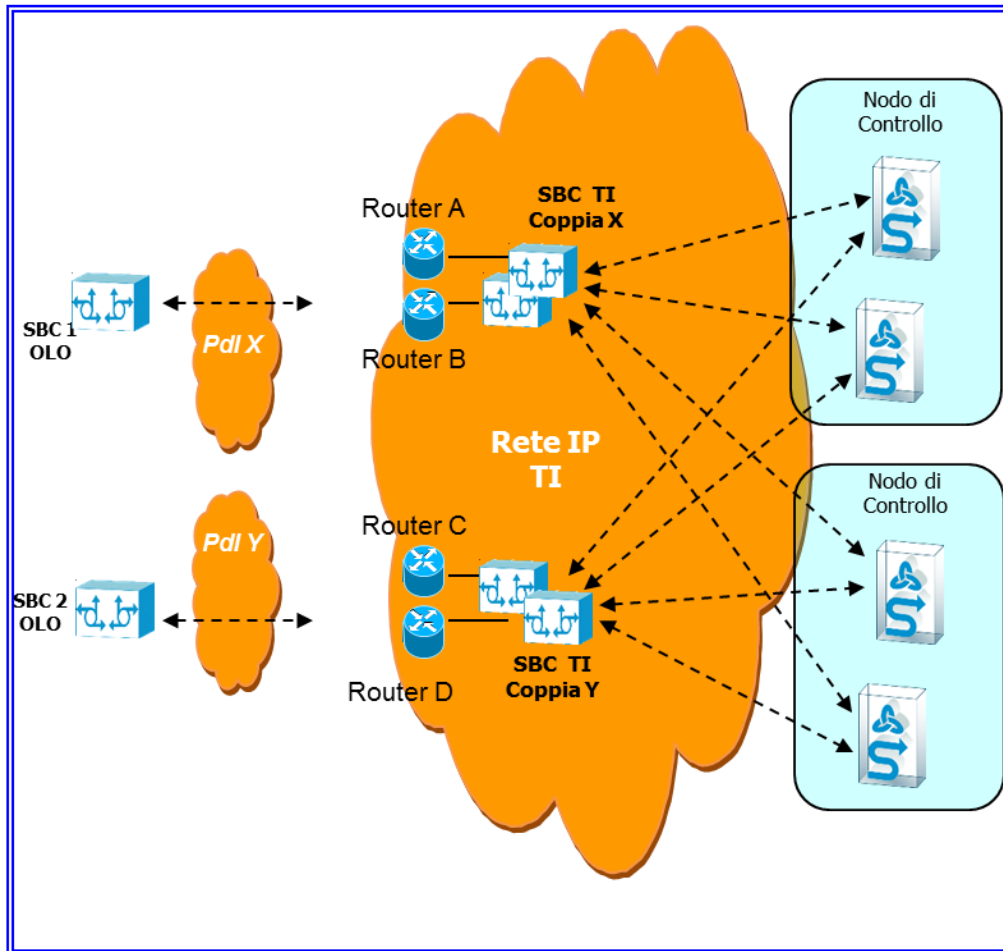 Nodo di
Controllo
SBC TI
Coppia X
Router A
SBC 1
OLO
PdI X
Router B
Rete IP
TI
Nodo di
Controllo
PdI Y
Router C
SBC 2
OLO
SBC TI
Coppia Y
Router D